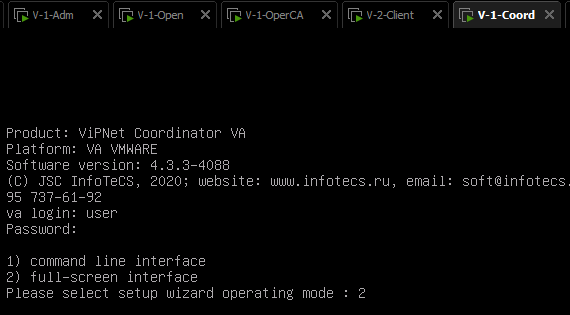 V-1-Adm V-1-Open V-1-OperCA V-2-Client V-1-Coord
Product: ViPNet Coordinator VA
Platform: VA VMWARE
Software version: 4.3.3-4088
(C) JSC InfoTeCS, 2020; website: www.infotecs.ru, email: soft@infotecs.
95 737-61-92
va login: user
Password:
1) command line interface
2) full-screen interface
Please select setup wizard operating mode : 2